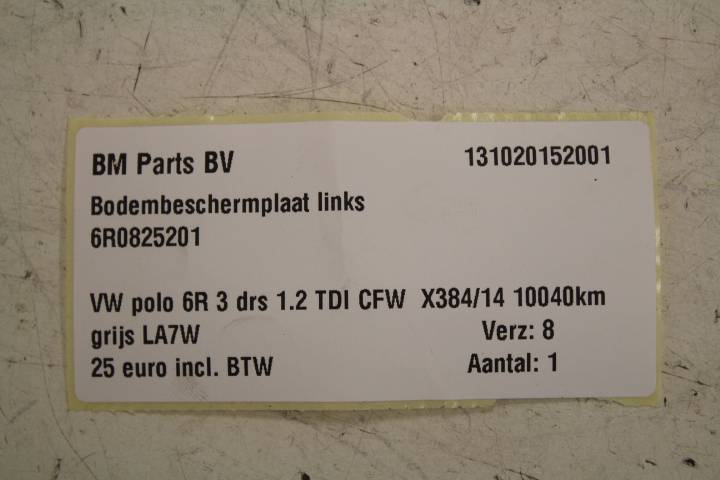 BM Parts BV 131020152001
Bodembeschermplaat links
6R0825201
VW polo 6R 3 drs 1.2 TDI CFW X384/14 10040km
grijs LA7W Verz: 8
25 euro incl. BTW Aantal: 1